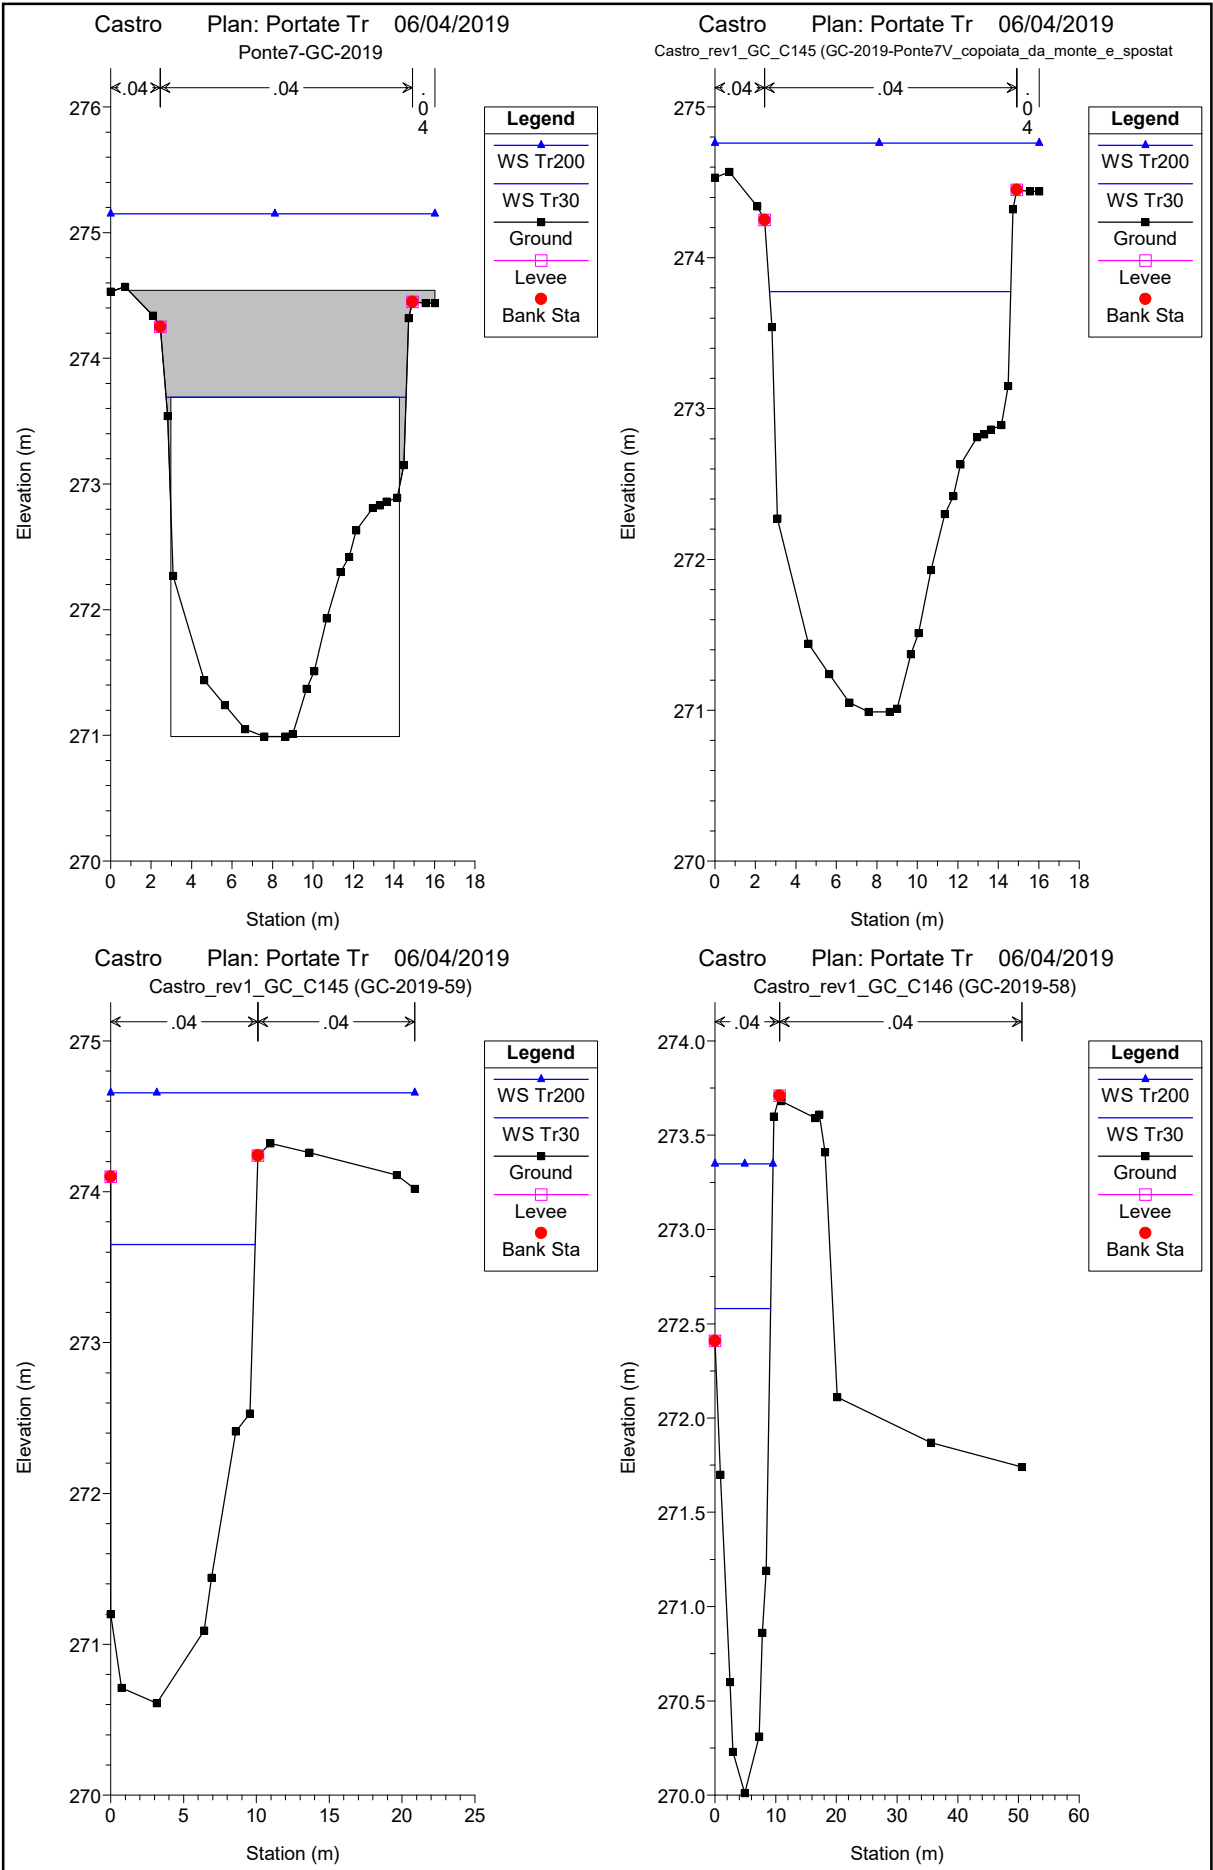 Castro Plan: Portate Tr 06/04/2019
Ponte7-GC-2019
.04 .04 .04
Legend
WS Tr200
WS Tr30
Ground
Levee
Bank Sta
Elevation (m)
276
275
274
273
272
271
270
0 2 4 6 8 10 12 14 16 18
Station (m)
Castro Plan: Portate Tr 06/04/2019
Castro_rev1_GC_C145 (GC-2019-Ponte7V_copoiata_da_monte_e_spostat
.04 .04 .04
Legend
WS Tr200
WS Tr30
Ground
Levee
Bank Sta
Elevation (m)
275
274
273
272
271
270
0 2 4 6 8 10 12 14 16 18
Station (m)
Castro Plan: Portate Tr 06/04/2019
Castro_rev1_GC_C145 (GC-2019-59)
.04 .04
Legend
WS Tr200
WS Tr30
Ground
Levee
Bank Sta
Elevation (m)
275
274
273
272
271
270
0 5 10 15 20 25
Station (m)
Castro Plan: Portate Tr 06/04/2019
Castro_rev1_GC_C146 (GC-2019-58)
.04 .04
Legend
WS Tr200
WS Tr30
Ground
Levee
Bank Sta
Elevation (m)
274.0
273.5
273.0
272.5
272.0
271.5
271.0
270.5
270.0
0 10 20 30 40 50 60
Station (m)